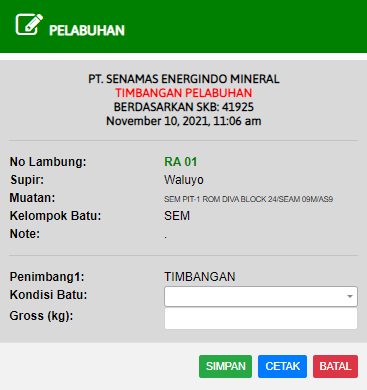 PELABUHAN
PT. SENAMAS ENERGINDO MINERAL
TIMBANGAN PELABUHAN
BERDASARKAN SKB: 41925
November 10, 2021, 11:06 am
No Lambung: RA 01
Supir: Waluyo
Muatan: SEM PIT-1 ROM DIVA BLOCK 24/SEAM 09M/AS9
Kelompok Batu: SEM
Note: .
Penimbang1: TIMBANGAN
Kondisi Batu:
Gross (kg):
SIMPAN CETAK BATAL